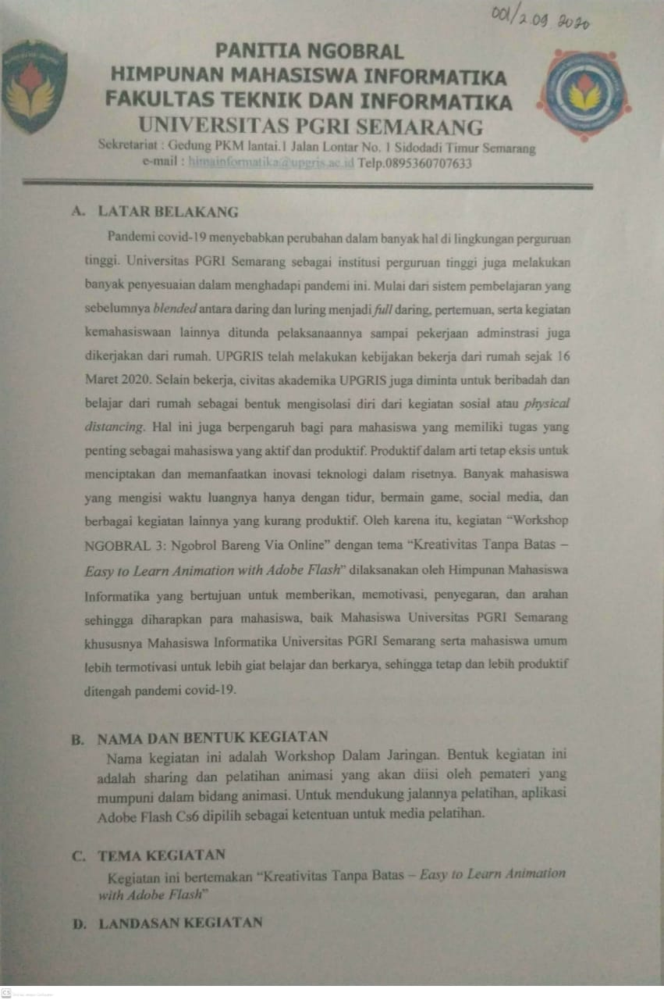 001/2.09.2020
PANITIA NGOBRAL
HIMPUNAN MAHASISWA INFORMATIKA
FAKULTAS TEKNIK DAN INFORMATIKA
UNIVERSITAS PGRI SEMARANG
Sekretariat : Gedung PKM lantai.1 Jalan Lontar No. 1 Sidodadi Timur Semarang
e-mail : himainformatika@upgris.ac.id Telp.0895360707633
A. LATAR BELAKANG
Pandemi covid-19 menyebabkan perubahan dalam banyak hal di lingkungan perguruan
tinggi. Universitas PGRI Semarang sebagai institusi perguruan tinggi juga melakukan
banyak penyesuaian dalam menghadapi pandemi ini. Mulai dari sistem pembelajaran yang
sebelumnya blended antara daring dan luring menjadi full daring, pertemuan, serta kegiatan
kemahasiswaan lainnya ditunda pelaksanaannya sampai pekerjaan adminstrasi juga
dikerjakan dari rumah. UPGRIS telah melakukan kebijakan bekerja dari rumah sejak 16
Maret 2020. Selain bekerja, civitas akademika UPGRIS juga diminta untuk beribadah dan
belajar dari rumah sebagai bentuk mengisolasi diri dari kegiatan sosial atau physical
distancing. Hal ini juga berpengaruh bagi para mahasiswa yang memiliki tugas yang
penting sebagai mahasiswa yang aktif dan produktif. Produktif dalam arti tetap eksis untuk
menciptakan dan memanfaatkan inovasi teknologi dalam risetnya. Banyak mahasiswa
yang mengisi waktu luangnya hanya dengan tidur, bermain game, social media, dan
berbagai kegiatan lainnya yang kurang produktif. Oleh karena itu, kegiatan “Workshop
NGOBRAL 3: Ngobrol Bareng Via Online” dengan tema “Kreativitas Tanpa Batas –
Easy to Learn Animation with Adobe Flash” dilaksanakan oleh Himpunan Mahasiswa
Informatika yang bertujuan untuk memberikan, memotivasi, penyegaran, dan arahan
sehingga diharapkan para mahasiswa, baik Mahasiswa Universitas PGRI Semarang
khususnya Mahasiswa Informatika Universitas PGRI Semarang serta mahasiswa umum
lebih termotivasi untuk lebih giat belajar dan berkarya, sehingga tetap dan lebih produktif
ditengah pandemi covid-19.
B. NAMA DAN BENTUK KEGIATAN
Nama kegiatan ini adalah Workshop Dalam Jaringan. Bentuk kegiatan ini
adalah sharing dan pelatihan animasi yang akan diisi oleh pemateri yang
mumpuni dalam bidang animasi. Untuk mendukung jalannya pelatihan, aplikasi
Adobe Flash Cs6 dipilih sebagai ketentuan untuk media pelatihan.
C. TEMA KEGIATAN
Kegiatan ini bertemakan “Kreativitas Tanpa Batas – Easy to Learn Animation
with Adobe Flash”
D. LANDASAN KEGIATAN
CS